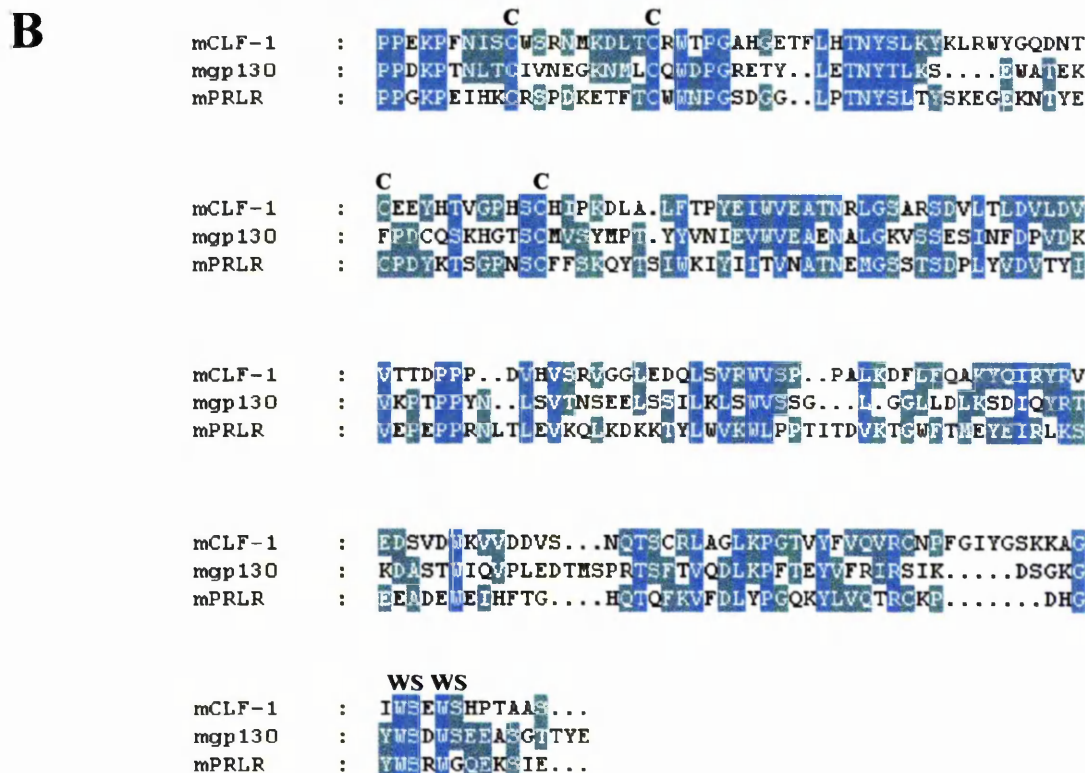 B
C C
mCLF-1 : PPEKPFNISCWSRNMKDLTCRWTPGAHGETFLHTNYSLKYKLRWYGQDNT
mgp130 : PPDKPTNLTCIVNEGKNMLCQWDPGRETY..LETNYTLKS....EWATEK
mPRLR : PPGKPEIHKCRSPDKETFTCWWNPGSDGG..LPTNYSLTYSKEGEKNTYE
C C
mCLF-1 : CEEYHTVGPHSCHIPKDLA.LFTPYEIWVEATNRLGSARSDVLTLDVLDV
mgp130 : FPDCQSKHGTSCMVSYMPT.YYVNIEVWVEAENALGKVSSESINFDPVDK
mPRLR : CPDYKTSGPNSCFFSKQYTSIWKIYIITVNATNEMGSSTSDPLYVDVTYI
mCLF-1 : VTTDPPP..DVHVSRVGGLEDQLSVRWVSP..PALKDFLFQAKYQIRYRV
mgp130 : VKPTPPYN..LSVTNSEELSSILKLSWVSSG...L.GGLLDLKSDIQYRT
mPRLR : VEPEPPRNLTLEVKQLKDKKTYLWVKWLPPTITDVKTGWFTMEYEIRLKS
mCLF-1 : EDSVDWKVVDDVS...NQTSCRLAGLKPGTVYFVQVRCNPFGIYGSKKAG
mgp130 : KDASTWIQVPLEDTMSPRTSFTVQDLKPFTEYVFRIRSIK.....DSGKG
mPRLR : EEADEWEIHFTG....HQTQFKVFDLYPGQKYLVQTRCKP.......DHG
WS WS
mCLF-1 : IWSEWSHPTAAS...
mgp130 : YWSDWSEEASGTTYE
mPRLR : YWSRWGQEKSIE...